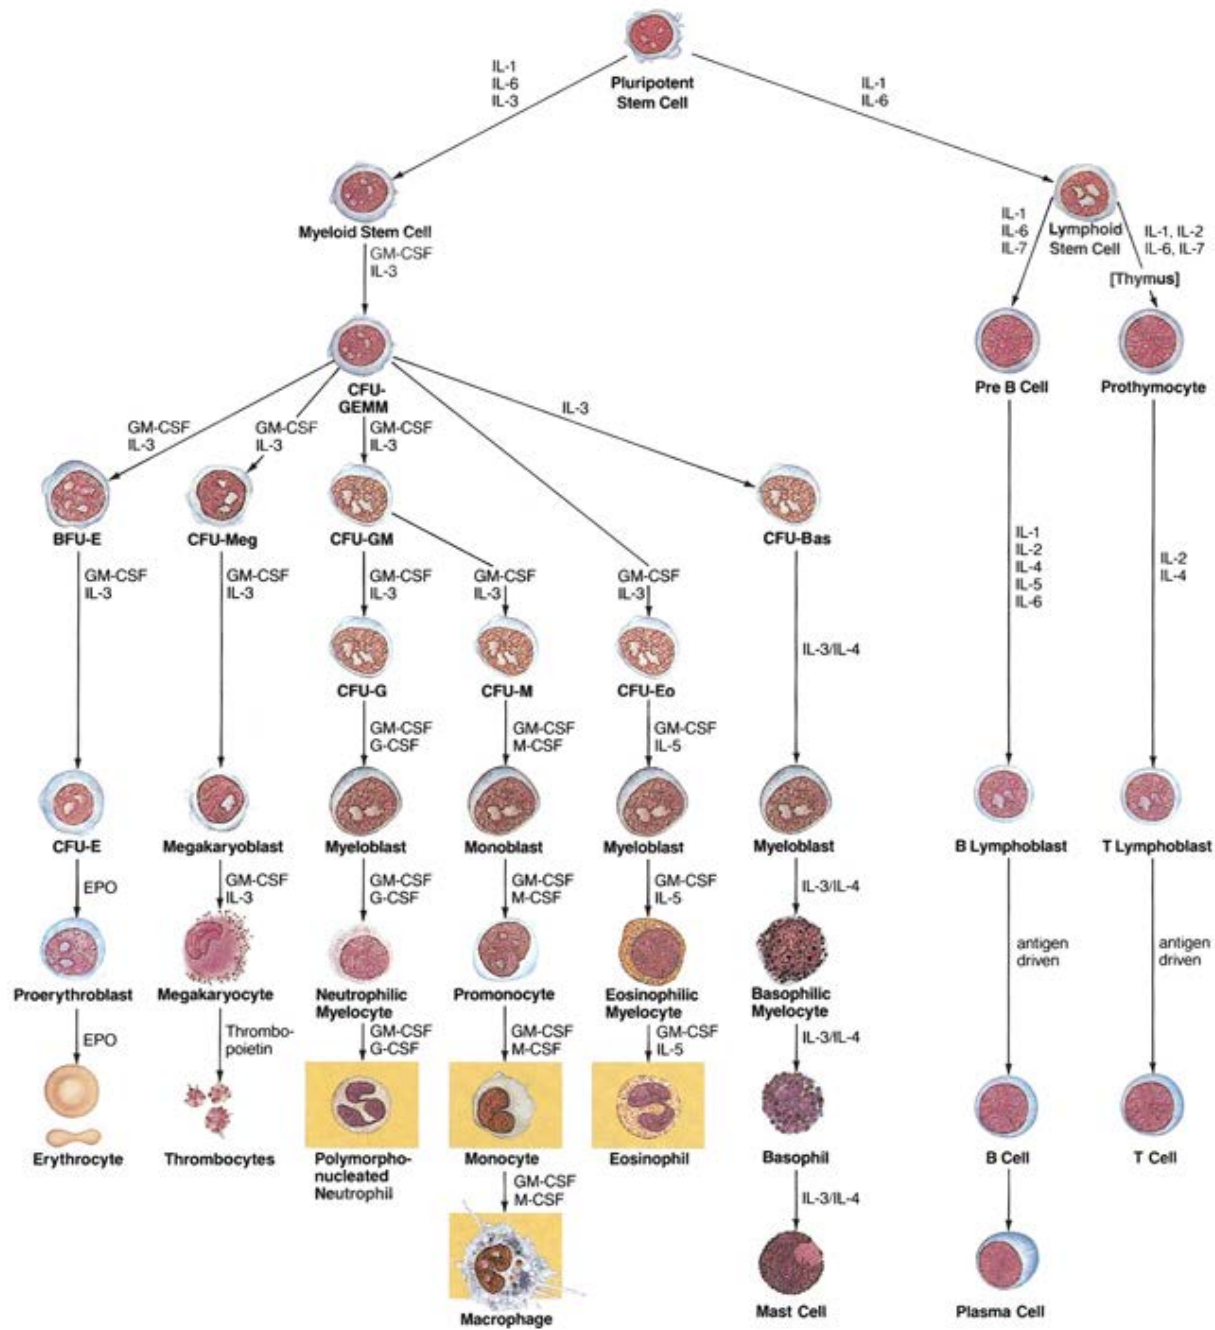 IL-1
IL-6
IL-3
Pluripotent
Stem Cell
IL-1
IL-6
Myeloid Stem Cell
GM-CSF
IL-3
IL-1
IL-6
IL-7
Lymphoid
Stem Cell
IL-1, IL-2
IL-6, IL-7
[Thymus]
CFU-
GEMM
Pre B Cell
Prothymocyte
GM-CSF
IL-3
GM-CSF
IL-3
GM-CSF
IL-3
IL-3
BFU-E
CFU-Meg
CFU-GM
CFU-Bas
GM-CSF
IL-3
GM-CSF
IL-3
GM-CSF
IL-3
GM-CSF
IL-3
GM-CSF
IL-3
IL-1
IL-2
IL-4
IL-5
IL-6
IL-2
IL-4
IL-3/IL-4
CFU-G
CFU-M
CFU-Eo
GM-CSF
G-CSF
GM-CSF
M-CSF
GM-CSF
IL-5
CFU-E
Megakaryoblast
Myeloblast
Monoblast
Myeloblast
Myeloblast
B Lymphoblast
T Lymphoblast
EPO
GM-CSF
IL-3
GM-CSF
G-CSF
GM-CSF
M-CSF
GM-CSF
IL-5
IL-3/IL-4
antigen
driven
antigen
driven
Proerythroblast
Megakaryocyte
Neutrophilic
Myelocyte
Promonocyte
Eosinophilic
Myelocyte
Basophilic
Myelocyte
EPO
Thrombo-
poietin
GM-CSF
G-CSF
GM-CSF
M-CSF
GM-CSF
IL-5
IL-3/IL-4
Erythrocyte
Thrombocytes
Polymorpho-
nucleated
Neutrophil
Monocyte
Eosinophil
Basophil
B Cell
T Cell
GM-CSF
M-CSF
IL-3/IL-4
Macrophage
Mast Cell
Plasma Cell